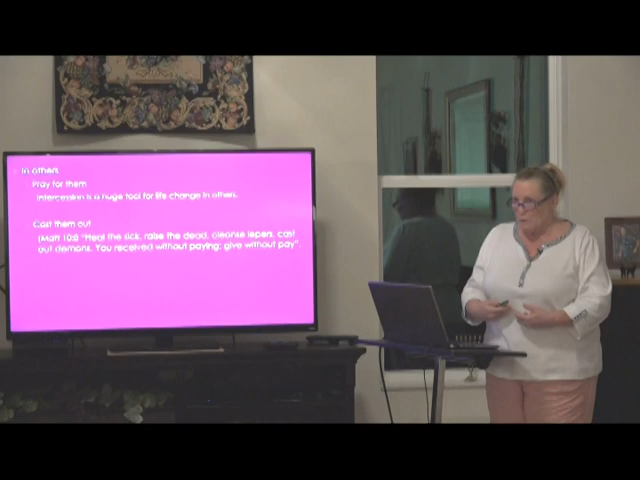 In others
Pray for them
Intercession is a huge tool for life change in others.
Cast them out
(Matt 10:8 "Heal the sick, raise the dead, cleanse lepers, cast
out demons. You received without paying; give without pay".